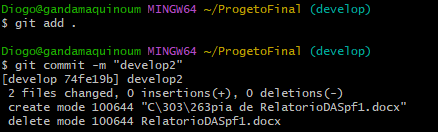 Diogo@gandamaquinoum MINGW64 ~/ProgetoFinal (develop)
$ git add .
Diogo@gandamaquinoum MINGW64 ~/ProgetoFinal (develop)
$ git commit -m "develop2"
[develop 74fe19b] develop2
 2 files changed, 0 insertions(+), 0 deletions(-)
 create mode 100644 "C\303\263pia de RelatorioDASpf1.docx"
 delete mode 100644 RelatorioDASpf1.docx